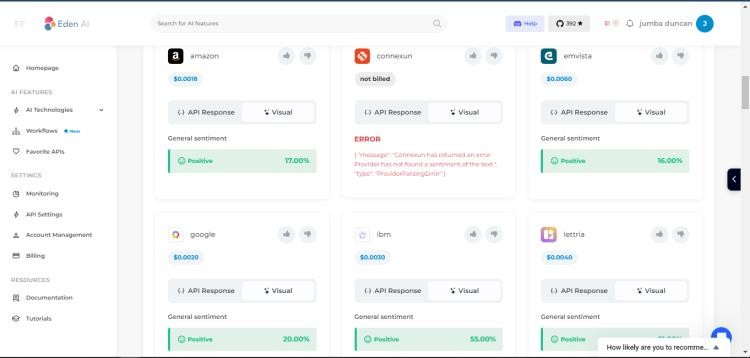 Eden AI
Search for AI features
Help
392 ★
jumba duncan
J
Homepage
AI FEATURES
AI Technologies
Workflows ★ New
Favorite APIs
SETTINGS
Monitoring
API Settings
Account Management
Billing
RESOURCES
Documentation
Tutorials
amazon
$0.0018
API Response
Visual
General sentiment
Positive
17.00%
connexun
not billed
API Response
Visual
ERROR
{ "message": "Connexun has returned an error:
Provider has not found a sentiment of the text.",
"type": "ProviderParsingError" }
emvista
$0.0060
API Response
Visual
General sentiment
Positive
16.00%
google
$0.0020
API Response
Visual
General sentiment
Positive
20.00%
ibm
$0.0030
API Response
Visual
General sentiment
Positive
55.00%
lettria
$0.0040
API Response
Visual
General sentiment
Positive
How likely are you to recomme...